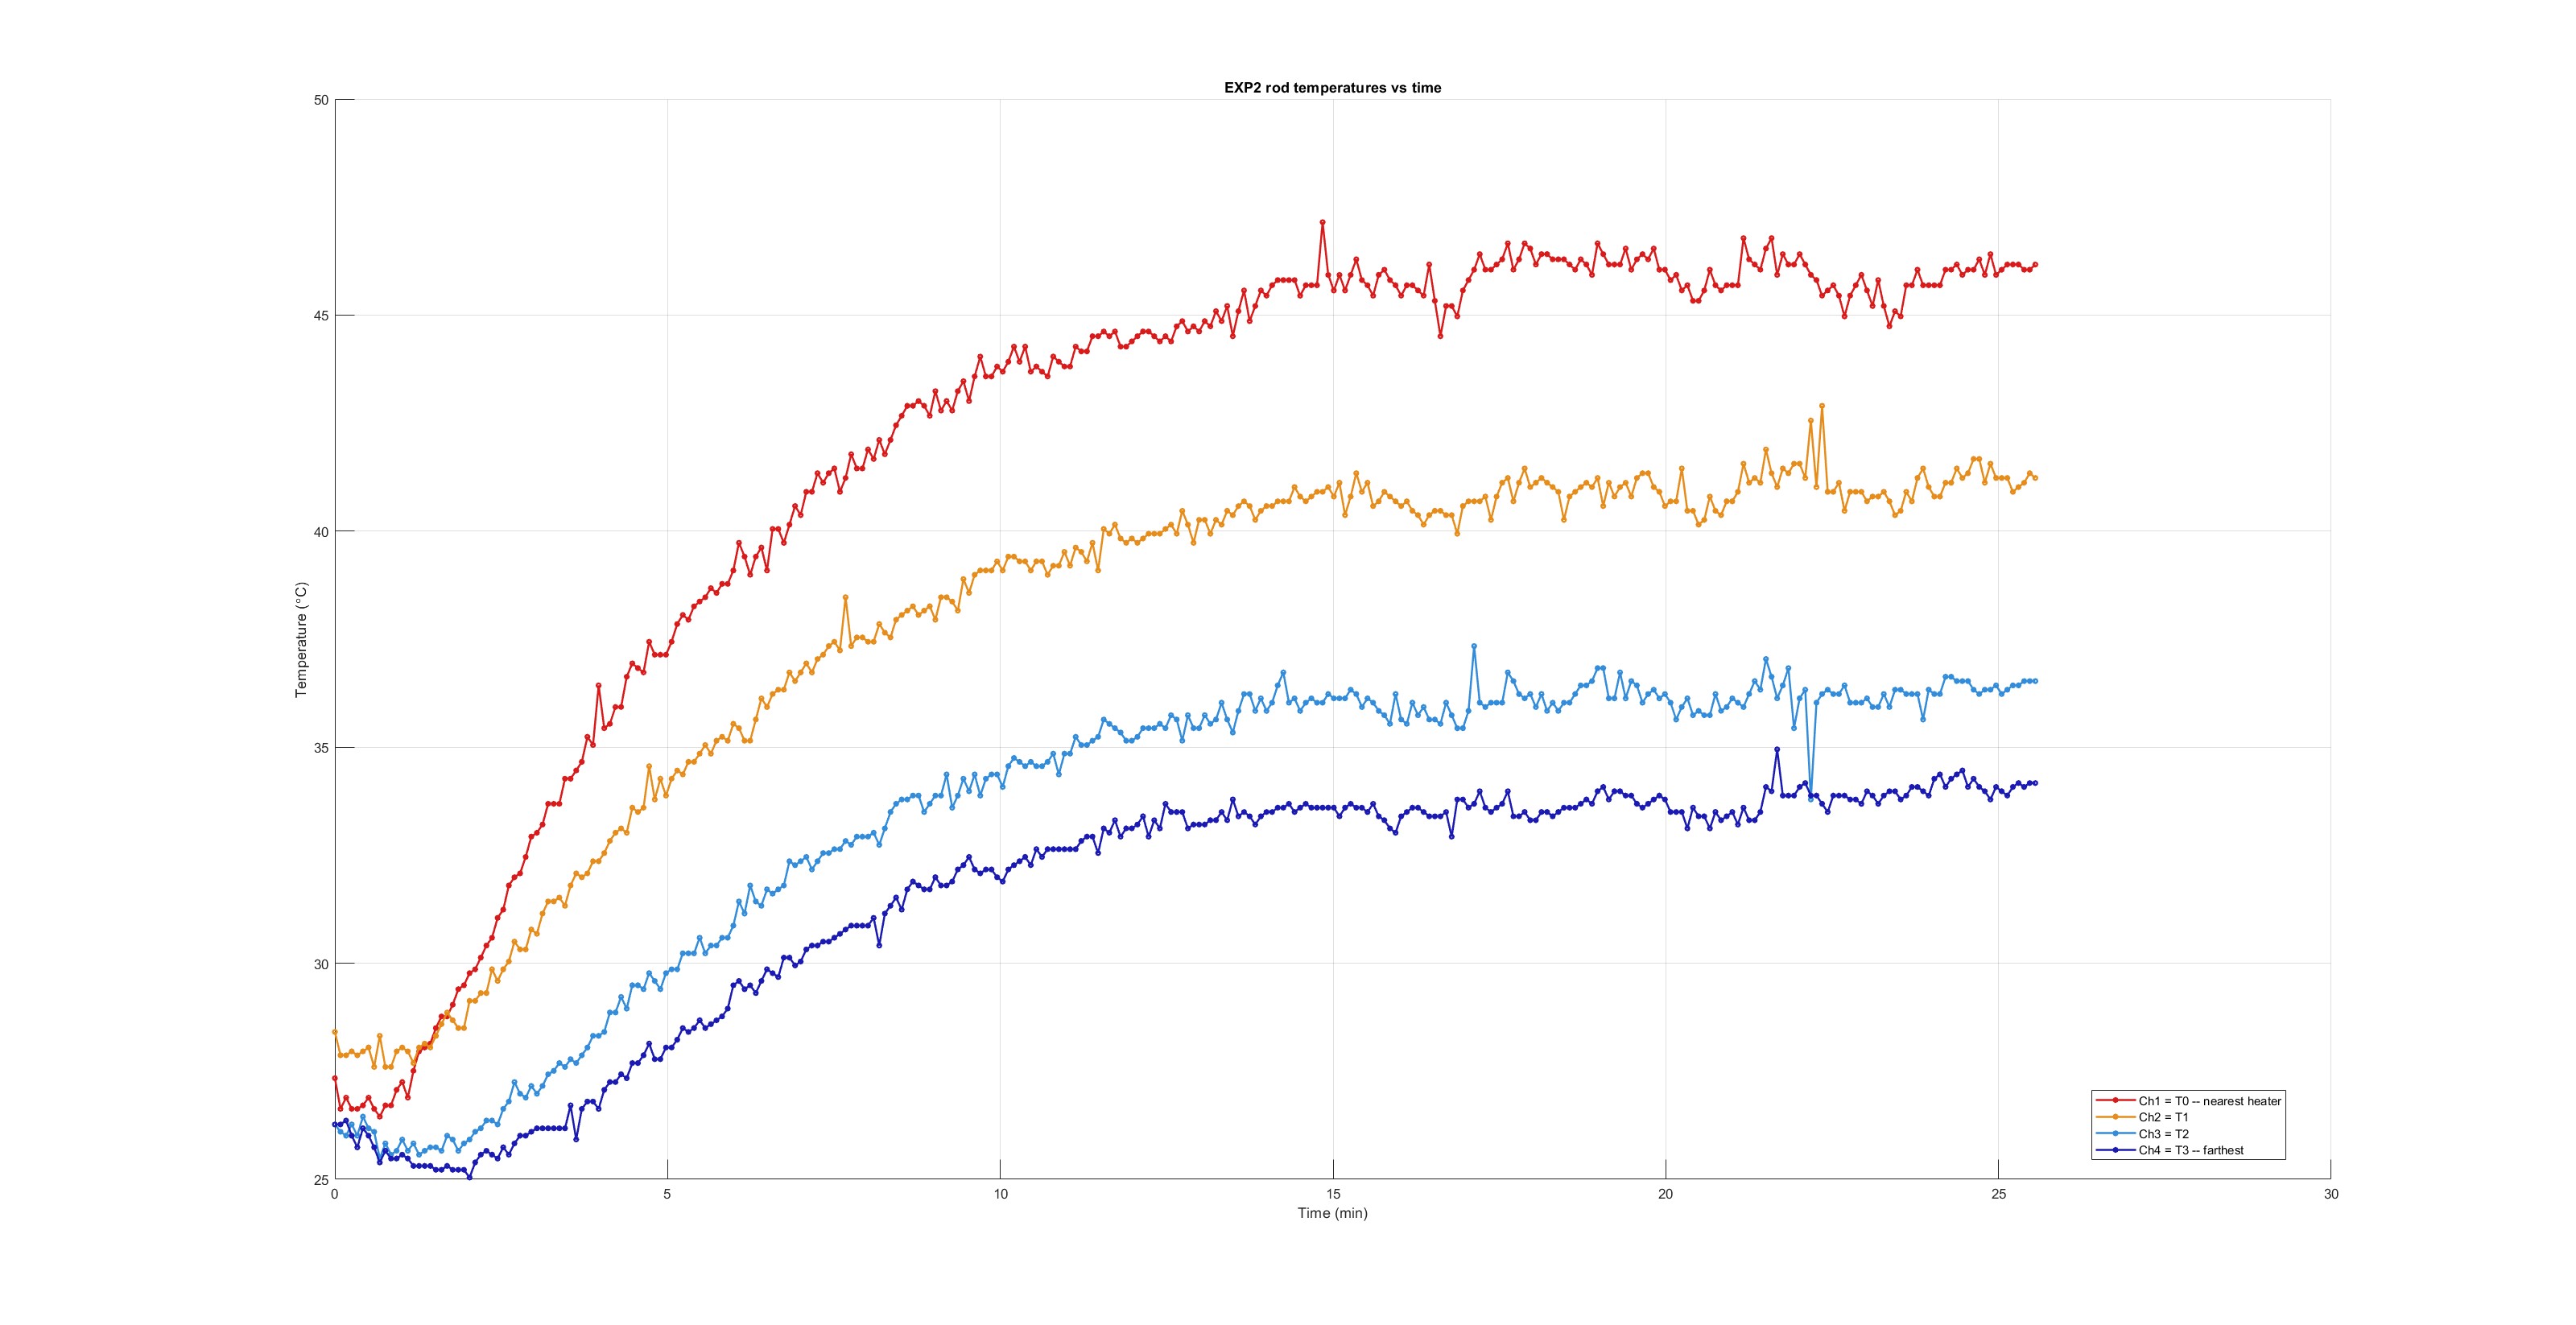 EXP2 rod temperatures vs time
50
45
40
35
30
25
Temperature (°C)
0
5
10
15
20
25
30
Time (min)
Ch1 = T0 -- nearest heater
Ch2 = T1
Ch3 = T2
Ch4 = T3 -- farthest